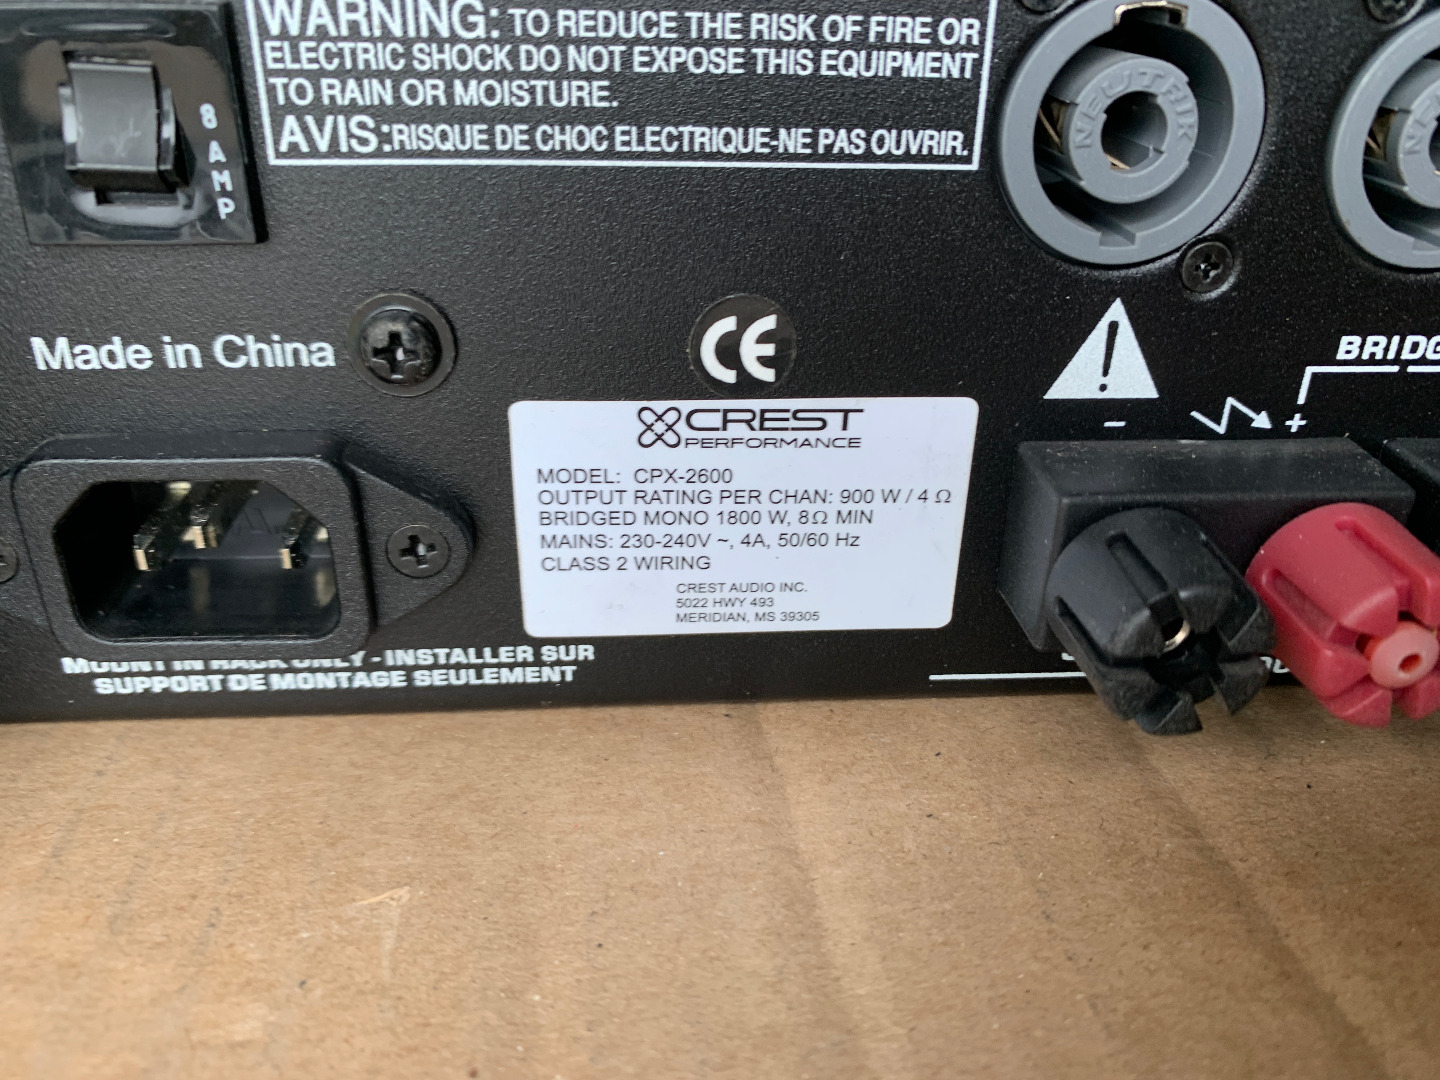 WARNING: TO REDUCE THE RISK OF FIRE OR
ELECTRIC SHOCK DO NOT EXPOSE THIS EQUIPMENT
TO RAIN OR MOISTURE.
AVIS:RISQUE DE CHOC ELECTRIQUE-NE PAS OUVRIR.
8 AMP
NEUTRIK
Made in China
CE
BRIDG
- +
CREST
PERFORMANCE
MODEL: CPX-2600
OUTPUT RATING PER CHAN: 900 W / 4 Ω
BRIDGED MONO 1800 W, 8Ω MIN
MAINS: 230-240V ~, 4A, 50/60 Hz
CLASS 2 WIRING
CREST AUDIO INC.
5022 HWY 493
MERIDIAN, MS 39305
MOUNT IN RACK ONLY - INSTALLER SUR
SUPPORT DE MONTAGE SEULEMENT